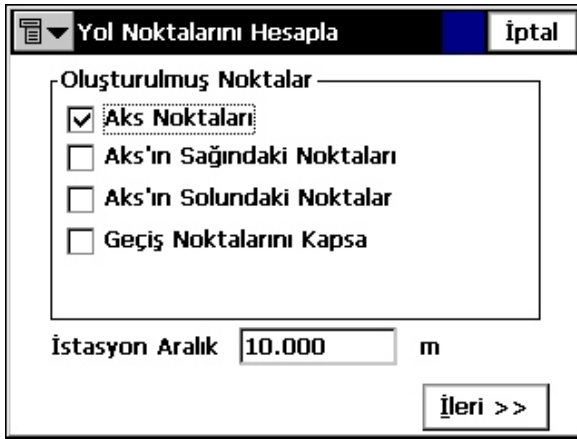 Yol Noktalarını Hesapla İptal
Oluşturulmuş Noktalar
Aks Noktaları
Aks'ın Sağındaki Noktaları
Aks'ın Solundaki Noktalar
Geçiş Noktalarını Kapsa
İstasyon Aralık 10.000 m
İleri >>